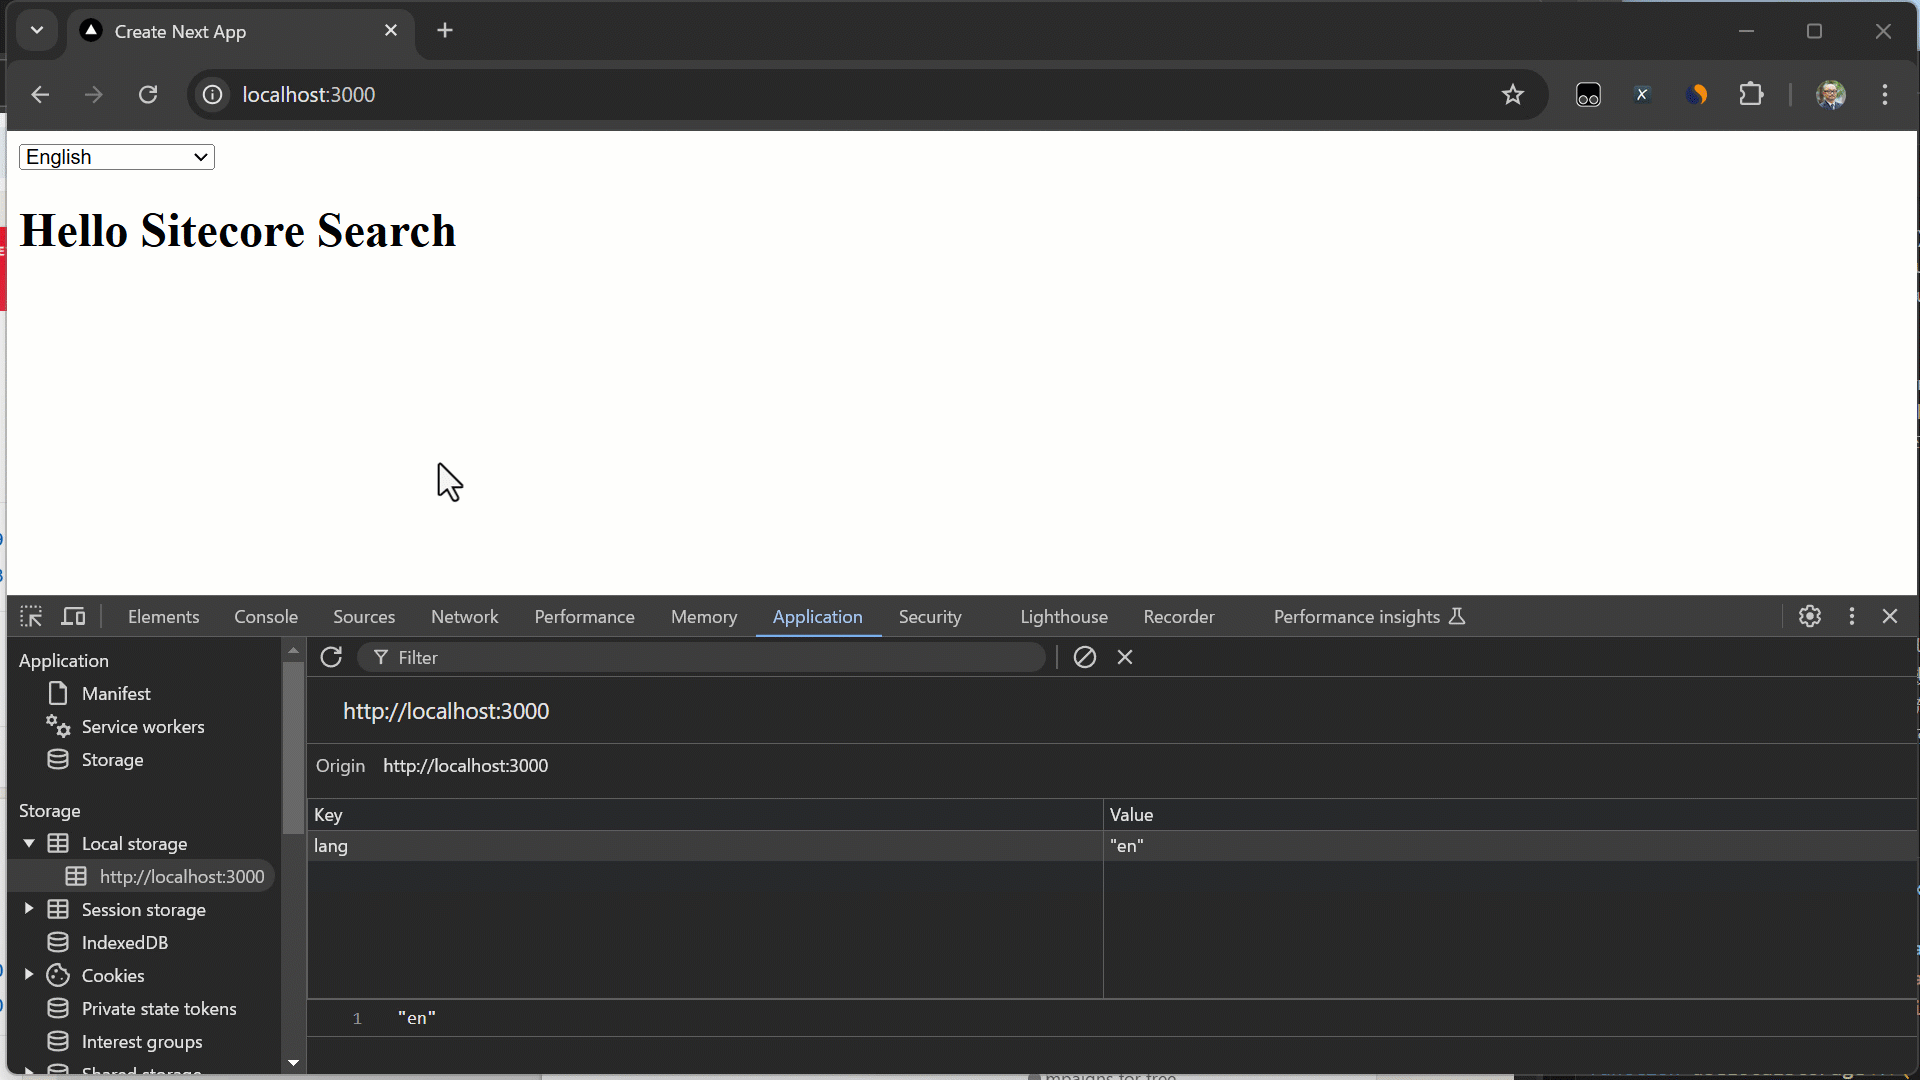 Create Next App
localhost:3000
English
Hello Sitecore Search
Elements Console Sources Network Performance Memory Application Security Lighthouse Recorder Performance insights
Application
Manifest
Service workers
Storage
Storage
Local storage
http://localhost:3000
Session storage
IndexedDB
Cookies
Private state tokens
Interest groups
Shared storage
Filter
http://localhost:3000
Origin http://localhost:3000
Key Value
lang "en"
1 "en"